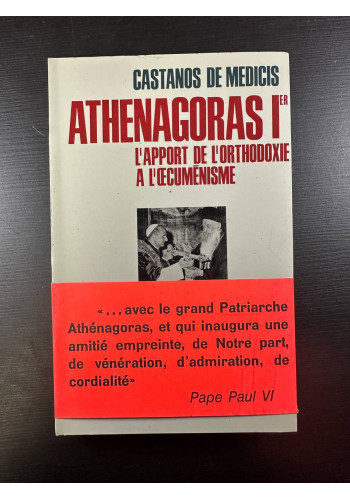 CASTANOS DE MEDICIS
ATHENAGORAS IER
L'APPORT DE L'ORTHODOXIE
A L'ŒCUMÉNISME
«...avec le grand Patriarche
Athénagoras, et qui inaugura une
amitié empreinte, de Notre part,
de vénération, d'admiration, de
cordialité»
Pape Paul VI